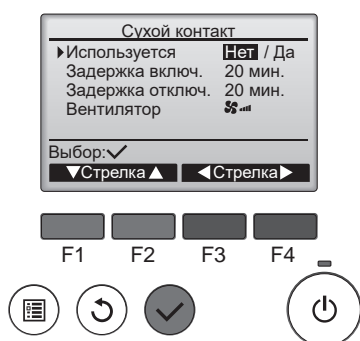 Сухой контакт
Используется Нет / Да
Задержка включ. 20 мин.
Задержка отключ. 20 мин.
Вентилятор
Выбор:✓
▼Стрелка▲ ◀Стрелка▶
F1 F2 F3 F4